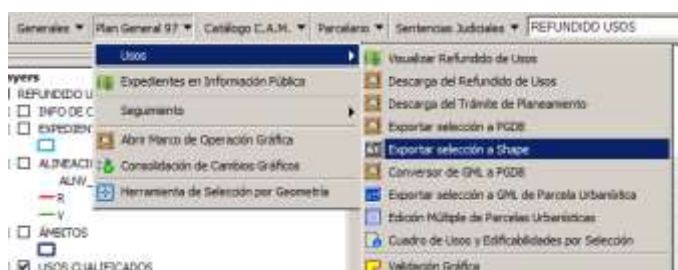 Generales
Plan General 97
Catálogo C.A.M.
Parcelario
Sentencias Judiciales
REFUNDIDO USOS
Usos
Expedientes en Información Pública
Seguimiento
Abrir Marco de Operación Gráfica
Consolidación de Cambios Gráficos
Herramienta de Selección por Geometría
Visualizar Refundido de Usos
Descarga del Refundido de Usos
Descarga del Trámite de Planeamiento
Exportar selección a PGDB
Exportar selección a Shape
Conversor de GML a PGDB
Exportar selección a GML de Parcela Urbanística
Edición Múltiple de Parcelas Urbanísticas
Cuadro de Usos y Edificabilidades por Selección
Validación Gráfica
yers
REFUNDIDO U
INFO DE C
EXPEDIEN
ALINEACI
ALNV_
R
V
ÁMBITOS
USOS CUALIFICADOS